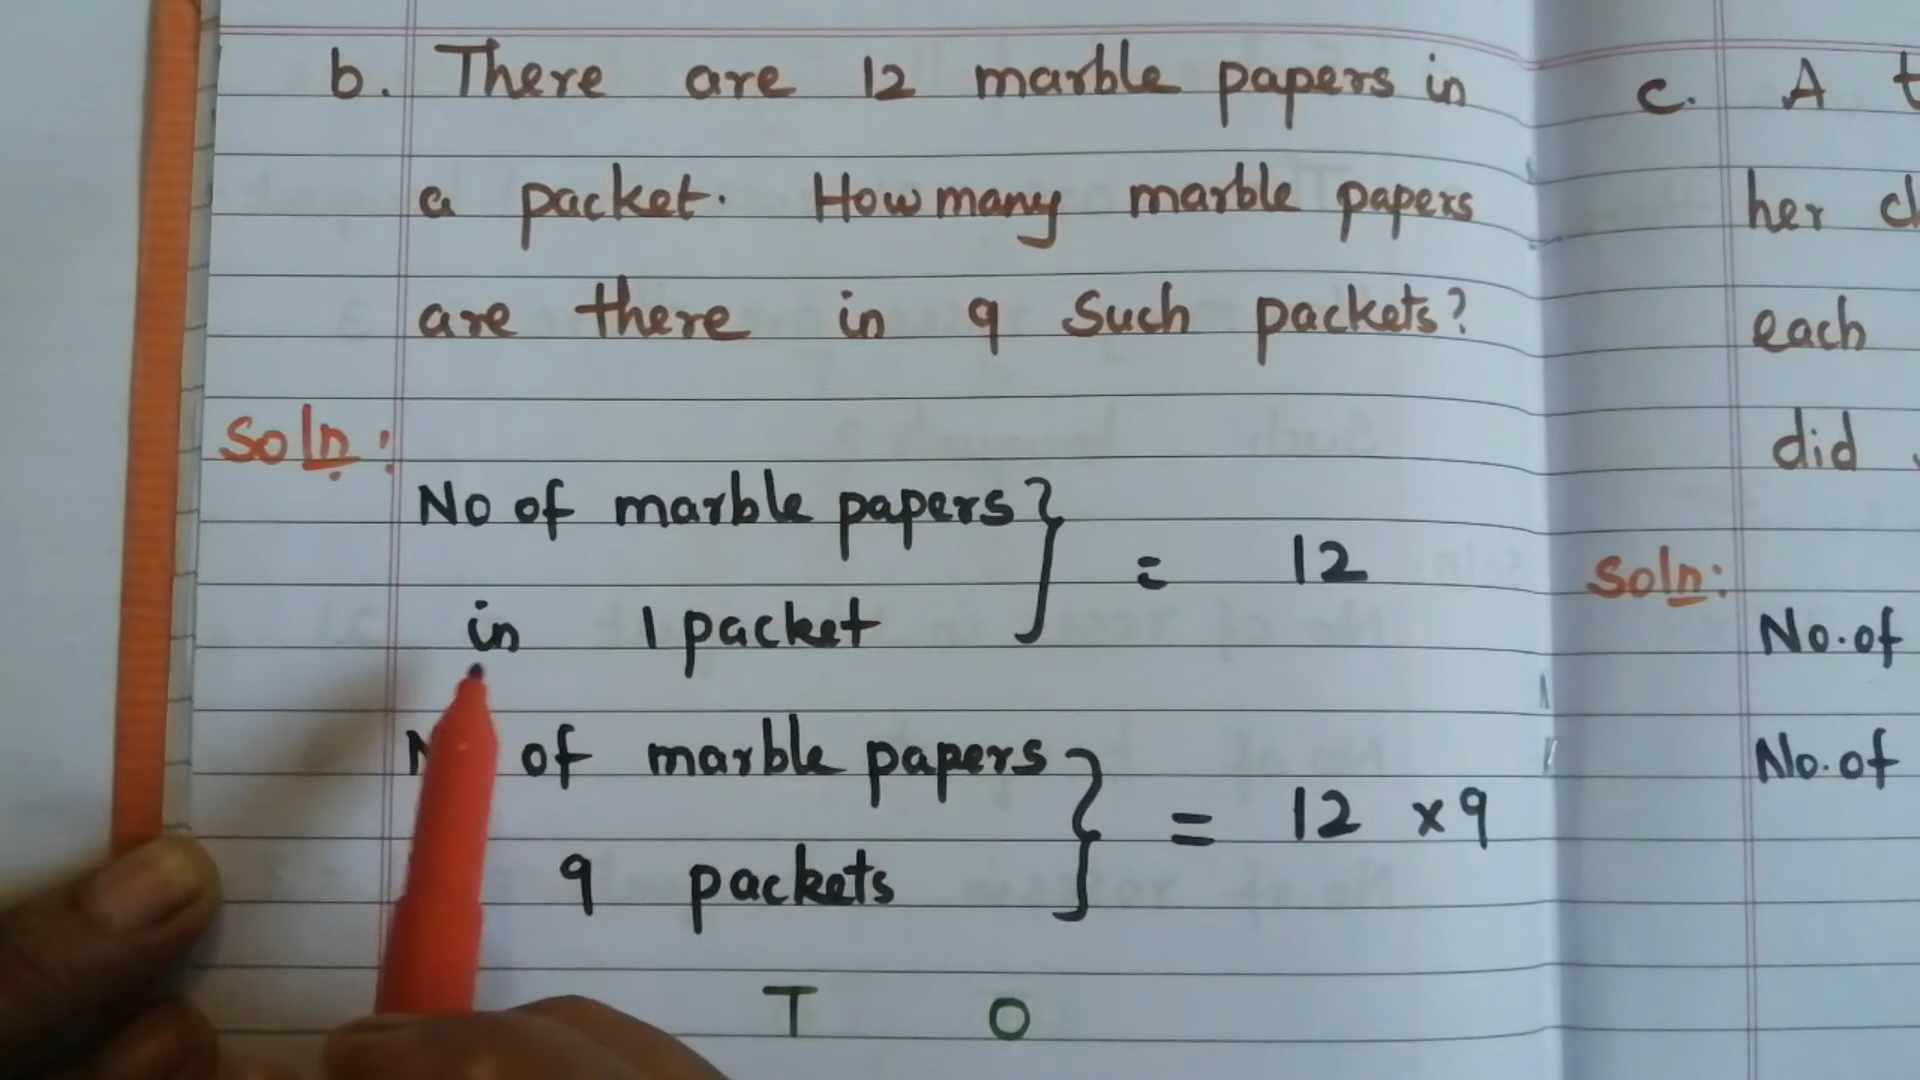 b. There are 12 marble papers in
a packet. How many marble papers
are there in 9 Such packets?
Soln:
No of marble papers } = 12
in 1 packet
of marble papers } = 12 × 9
9 packets
T O
c. A
her
each
did
Soln:
No. of
No. of